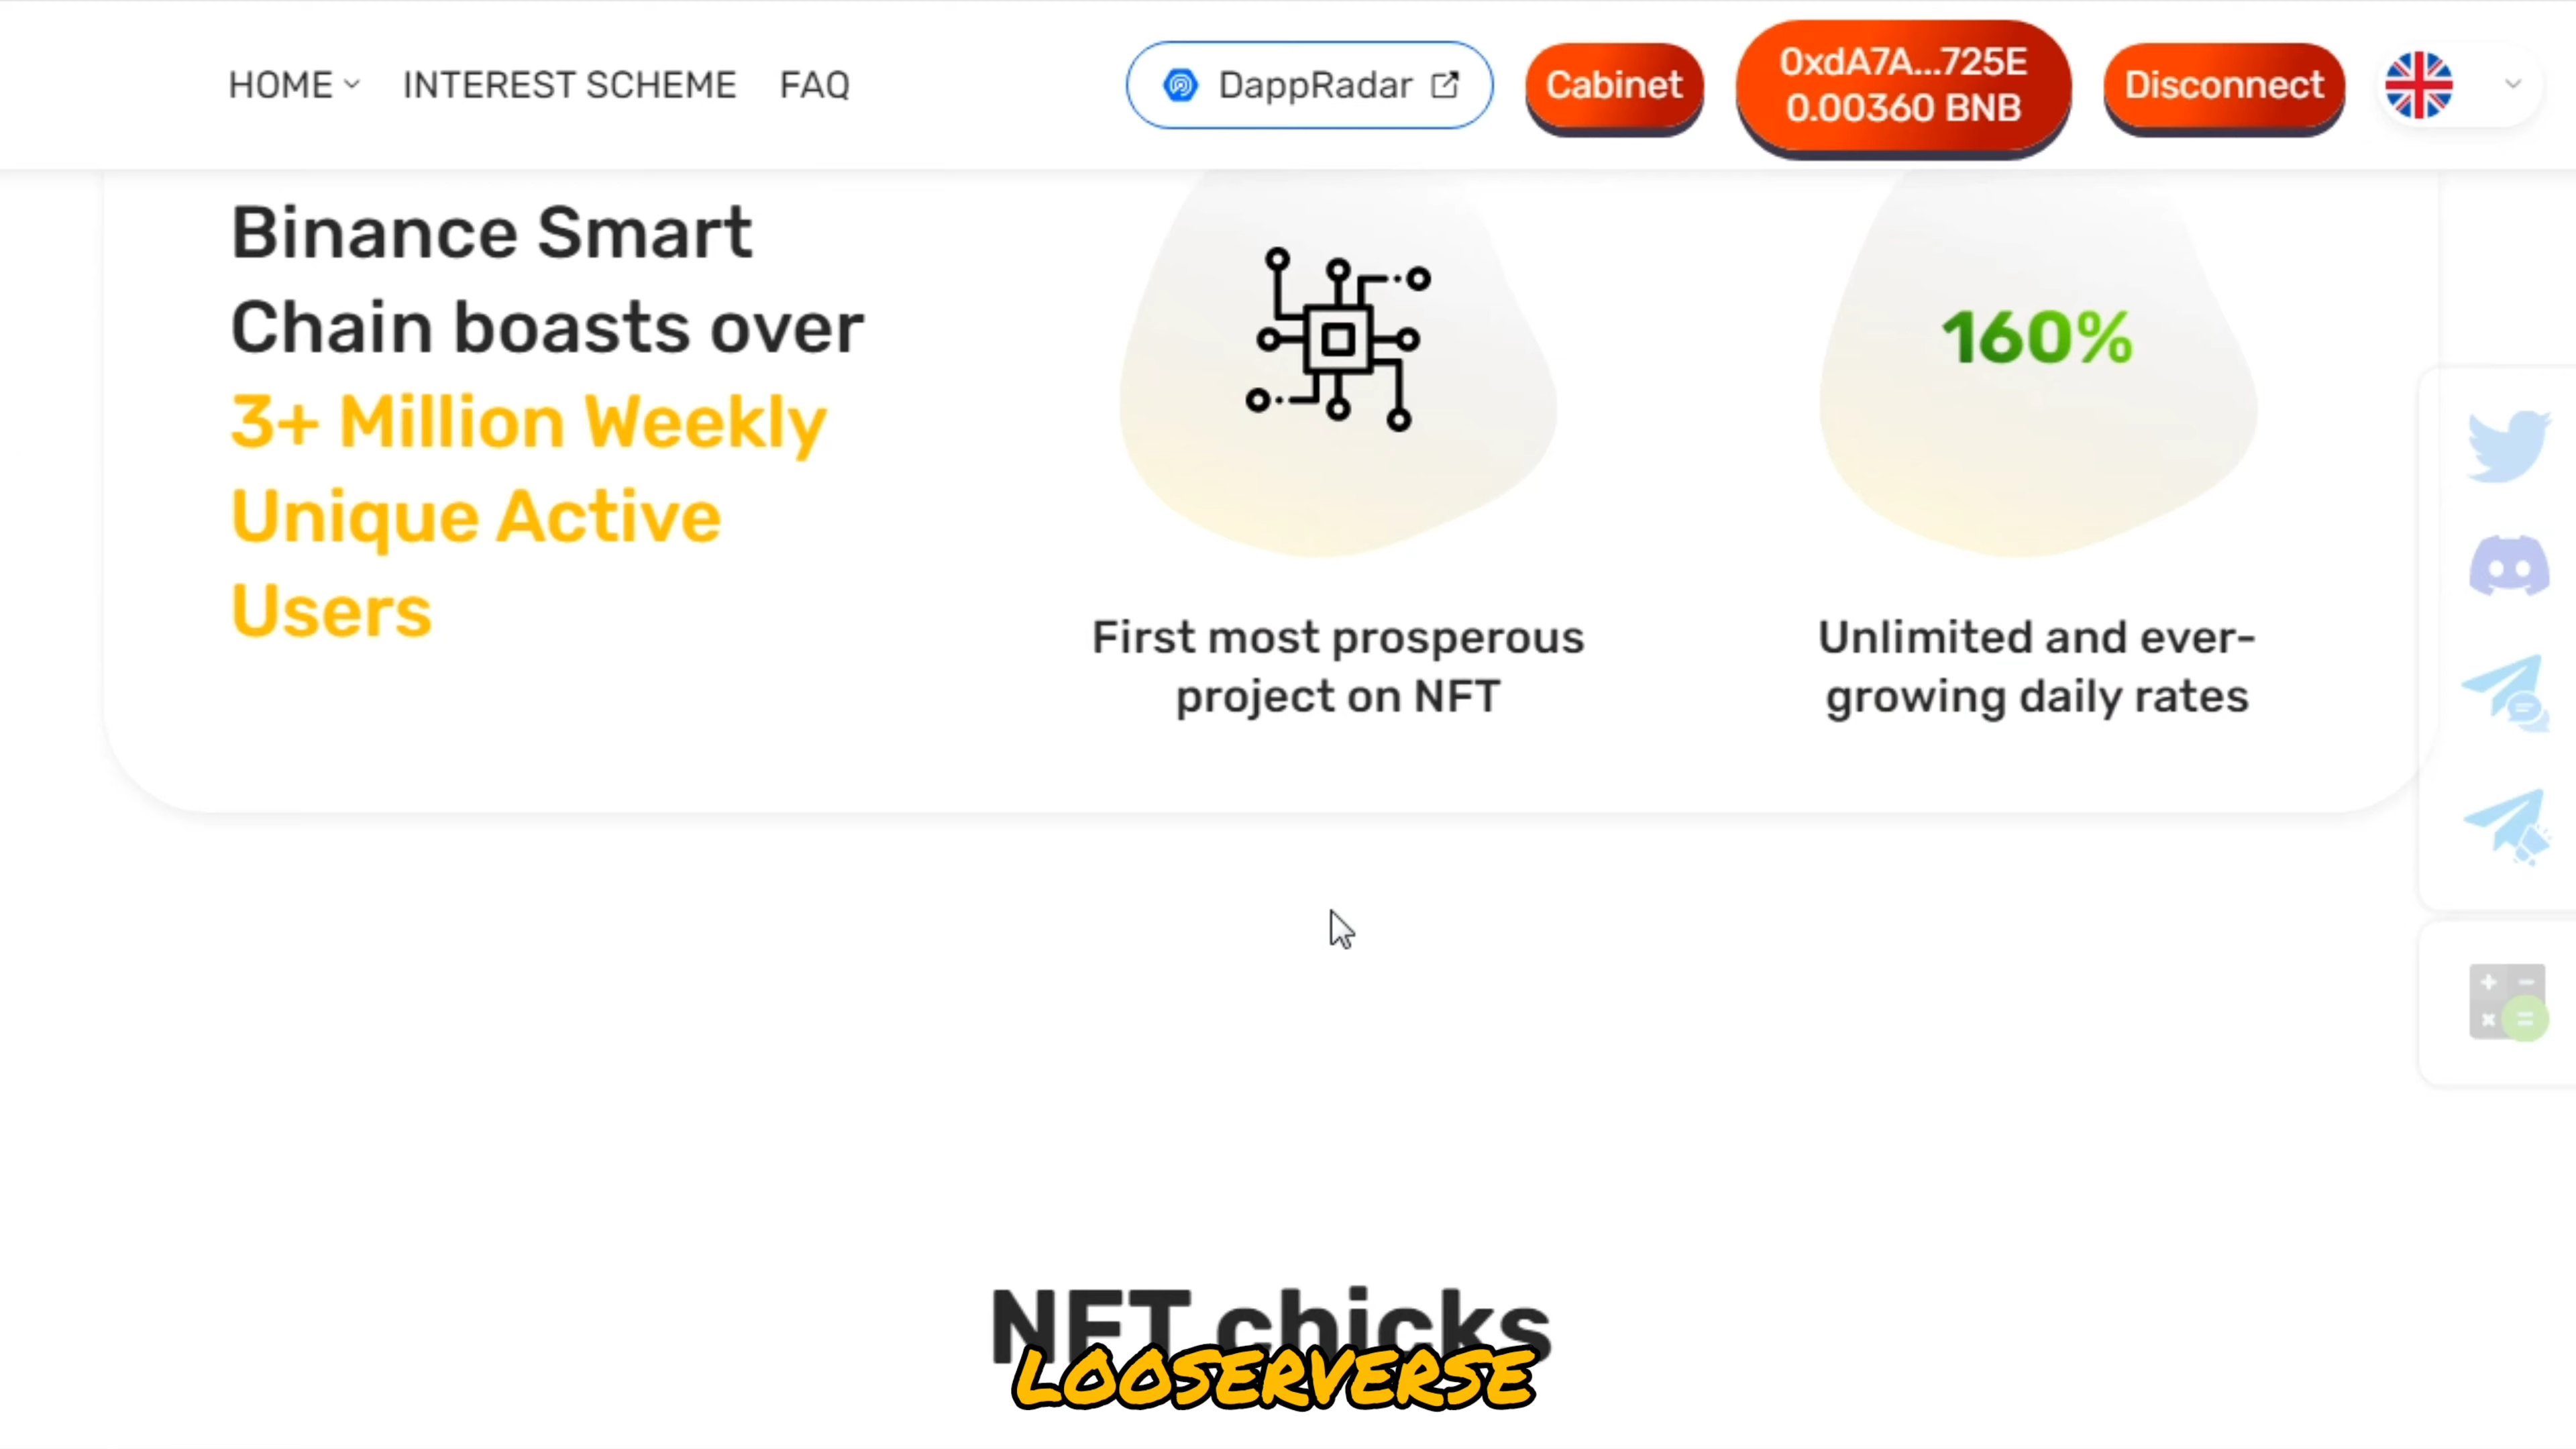 HOME
INTEREST SCHEME
FAQ
DappRadar
Cabinet
0xdA7A...725E
0.00360 BNB
Disconnect
Binance Smart
Chain boasts over
3+ Million Weekly
Unique Active
Users
First most prosperous
project on NFT
160%
Unlimited and ever-
growing daily rates
NFT chicks
LOOSERVERSE